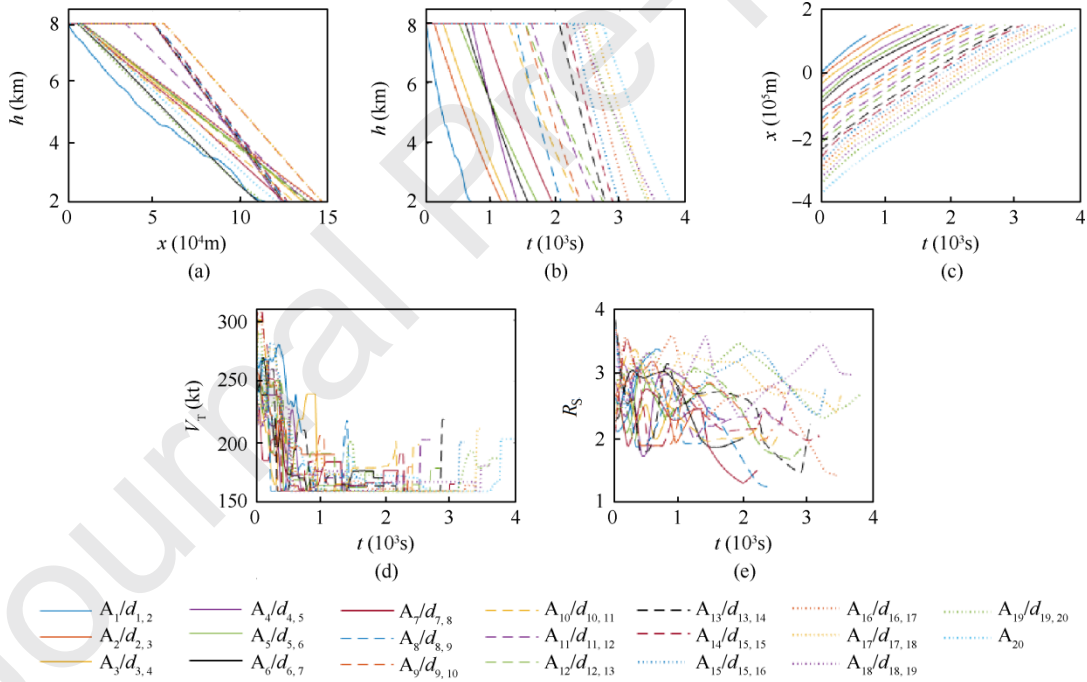 8
6
4
2
h (km)
0
5
10
15
x (10⁴m)
(a)
8
6
4
2
h (km)
0
1
2
3
4
t (10³s)
(b)
2
0
−2
−4
x (10⁵m)
0
1
2
3
4
t (10³s)
(c)
300
250
200
150
V_T (kt)
0
1
2
3
4
t (10³s)
(d)
4
3
2
1
R_S
0
1
2
3
4
t (10³s)
(e)
A₁/d₁,₂
A₂/d₂,₃
A₃/d₃,₄
A₄/d₄,₅
A₅/d₅,₆
A₆/d₆,₇
A₇/d₇,₈
A₈/d₈,₉
A₉/d₉,₁₀
A₁₀/d₁₀,₁₁
A₁₁/d₁₁,₁₂
A₁₂/d₁₂,₁₃
A₁₃/d₁₃,₁₄
A₁₄/d₁₅,₁₅
A₁₅/d₁₅,₁₆
A₁₆/d₁₆,₁₇
A₁₇/d₁₇,₁₈
A₁₈/d₁₈,₁₉
A₁₉/d₁₉,₂₀
A₂₀
Journal Pre-